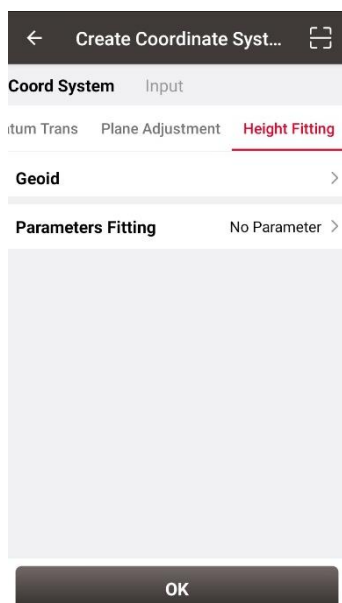 Create Coordinate Syst...
Coord System Input
tum Trans Plane Adjustment Height Fitting
Geoid
Parameters Fitting No Parameter
OK